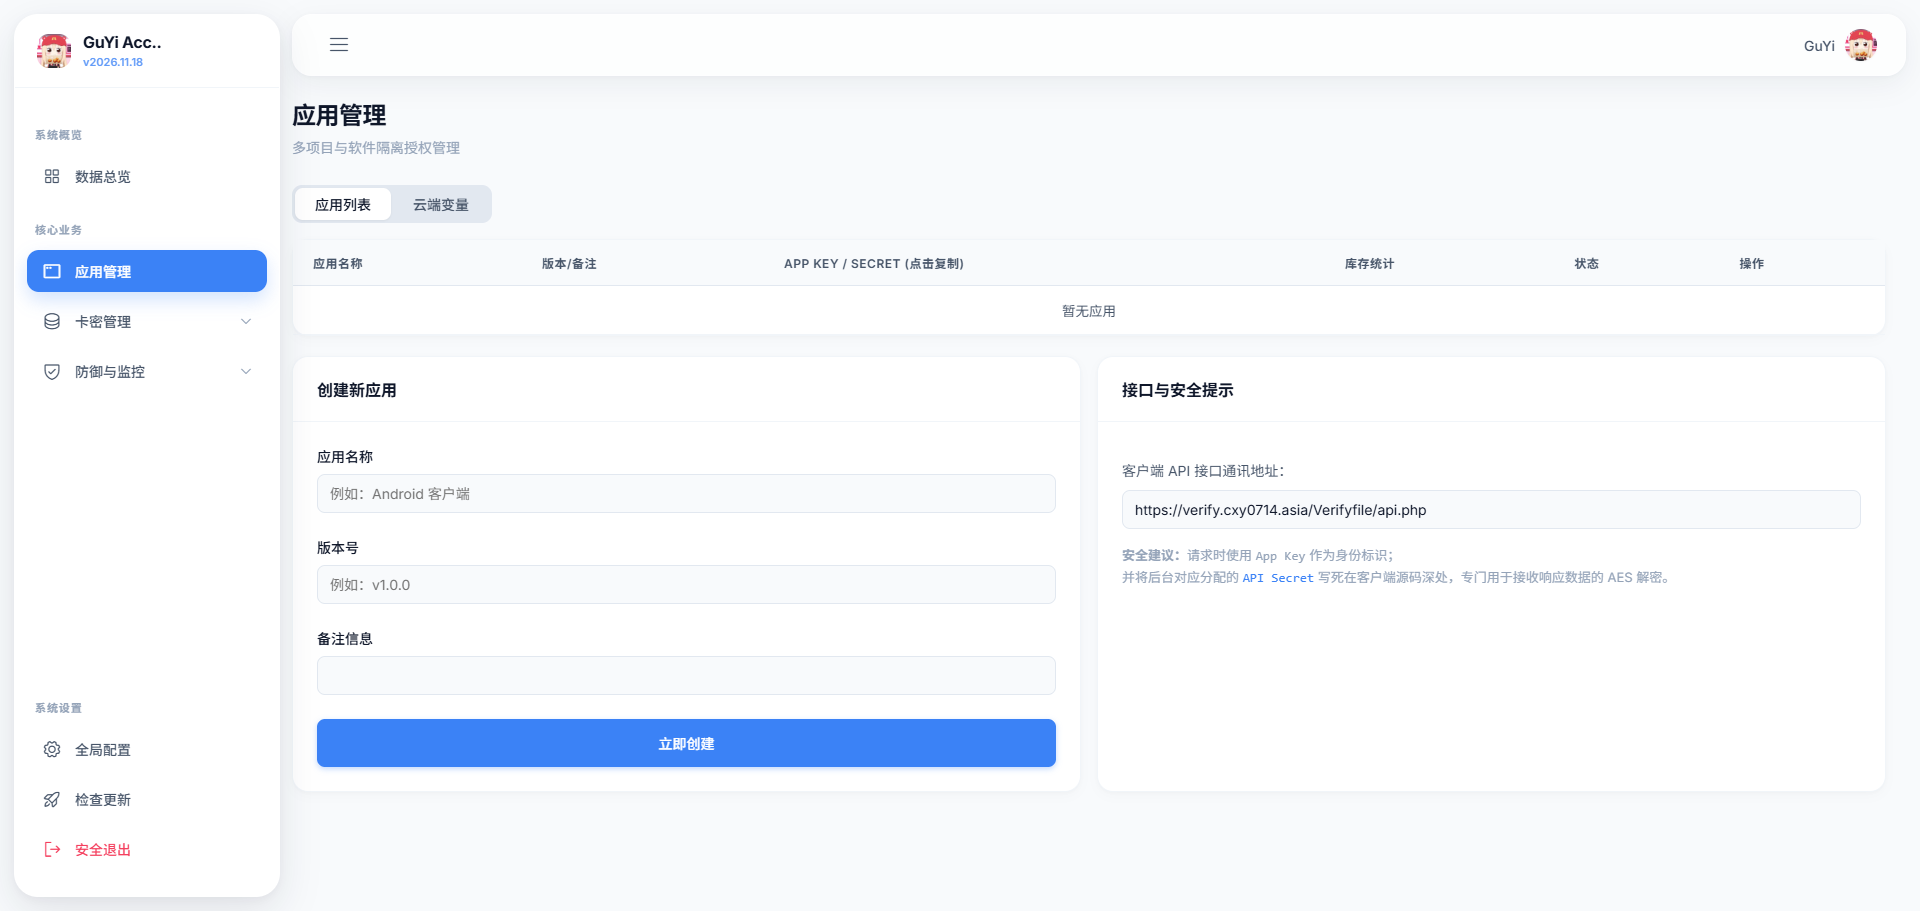 GuYi Acc..
v2026.11.18
系统概览
数据总览
核心业务
应用管理
卡密管理
防御与监控
系统设置
全局配置
检查更新
安全退出
GuYi
应用管理
多项目与软件隔离授权管理
应用列表
云端变量
应用名称
版本/备注
APP KEY / SECRET (点击复制)
库存统计
状态
操作
暂无应用
创建新应用
应用名称
例如：Android 客户端
版本号
例如：v1.0.0
备注信息
立即创建
接口与安全提示
客户端 API 接口通讯地址：
https://verify.cxy0714.asia/Verifyfile/api.php
安全建议：请求时使用 App Key 作为身份标识；
并将后台对应分配的 API Secret 写死在客户端源码深处，专门用于接收响应数据的 AES 解密。